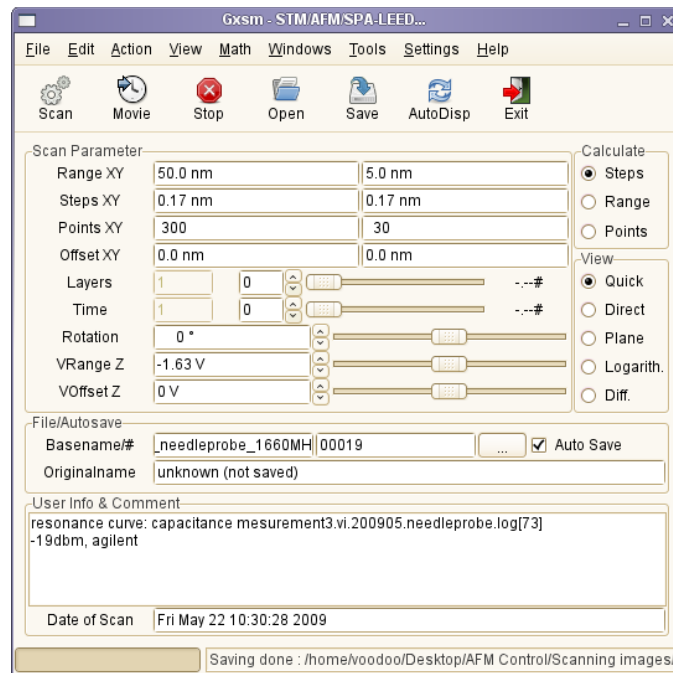 Gxsm - STM/AFM/SPA-LEED...
File Edit Action View Math Windows Tools Settings Help
Scan Movie Stop Open Save AutoDisp Exit
Scan Parameter
Range XY 50.0 nm 5.0 nm
Steps XY 0.17 nm 0.17 nm
Points XY 300 30
Offset XY 0.0 nm 0.0 nm
Layers 1 0 -.--#
Time 1 0 -.--#
Rotation 0 °
VRange Z -1.63 V
VOffset Z 0 V
Calculate
Steps
Range
Points
View
Quick
Direct
Plane
Logarith.
Diff.
File/Autosave
Basename/# _needleprobe_1660MH 00019 ... Auto Save
Originalname unknown (not saved)
User Info & Comment
resonance curve: capacitance mesurement3.vi.200905.needleprobe.log[73]
-19dbm, agilent
Date of Scan Fri May 22 10:30:28 2009
Saving done : /home/voodoo/Desktop/AFM Control/Scanning images/